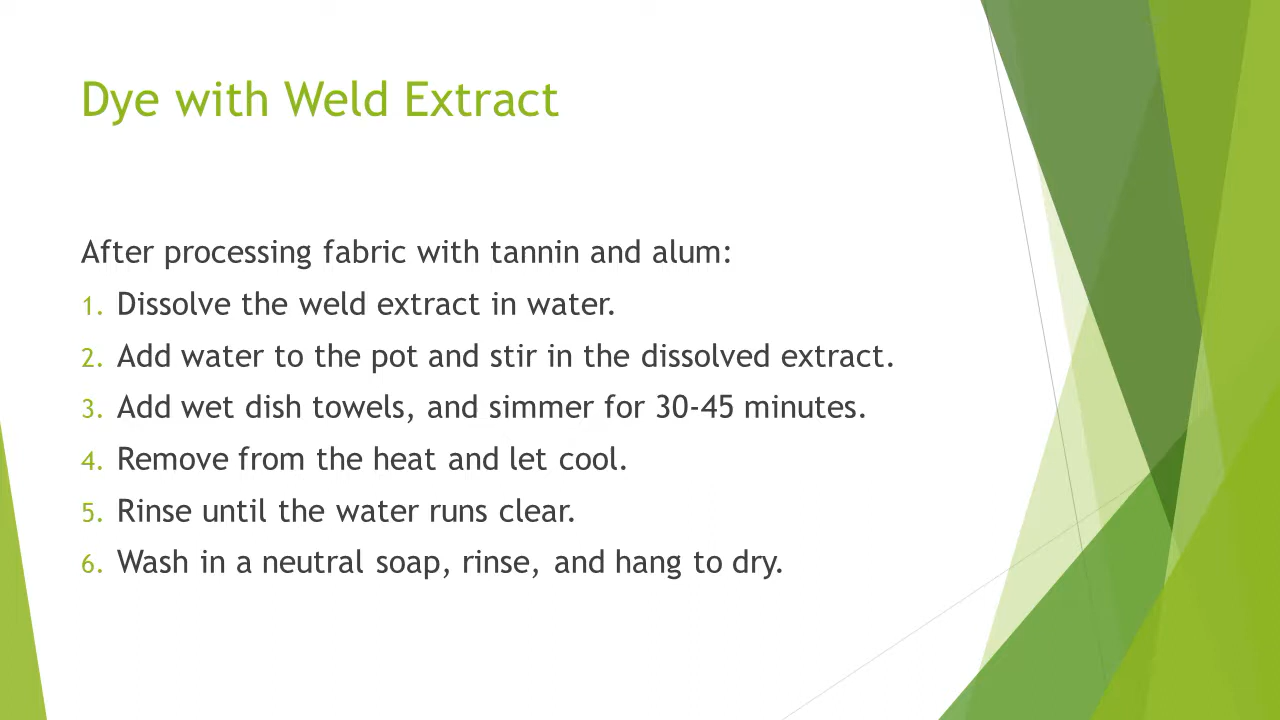 Dye with Weld Extract
After processing fabric with tannin and alum:
1. Dissolve the weld extract in water.
2. Add water to the pot and stir in the dissolved extract.
3. Add wet dish towels, and simmer for 30-45 minutes.
4. Remove from the heat and let cool.
5. Rinse until the water runs clear.
6. Wash in a neutral soap, rinse, and hang to dry.